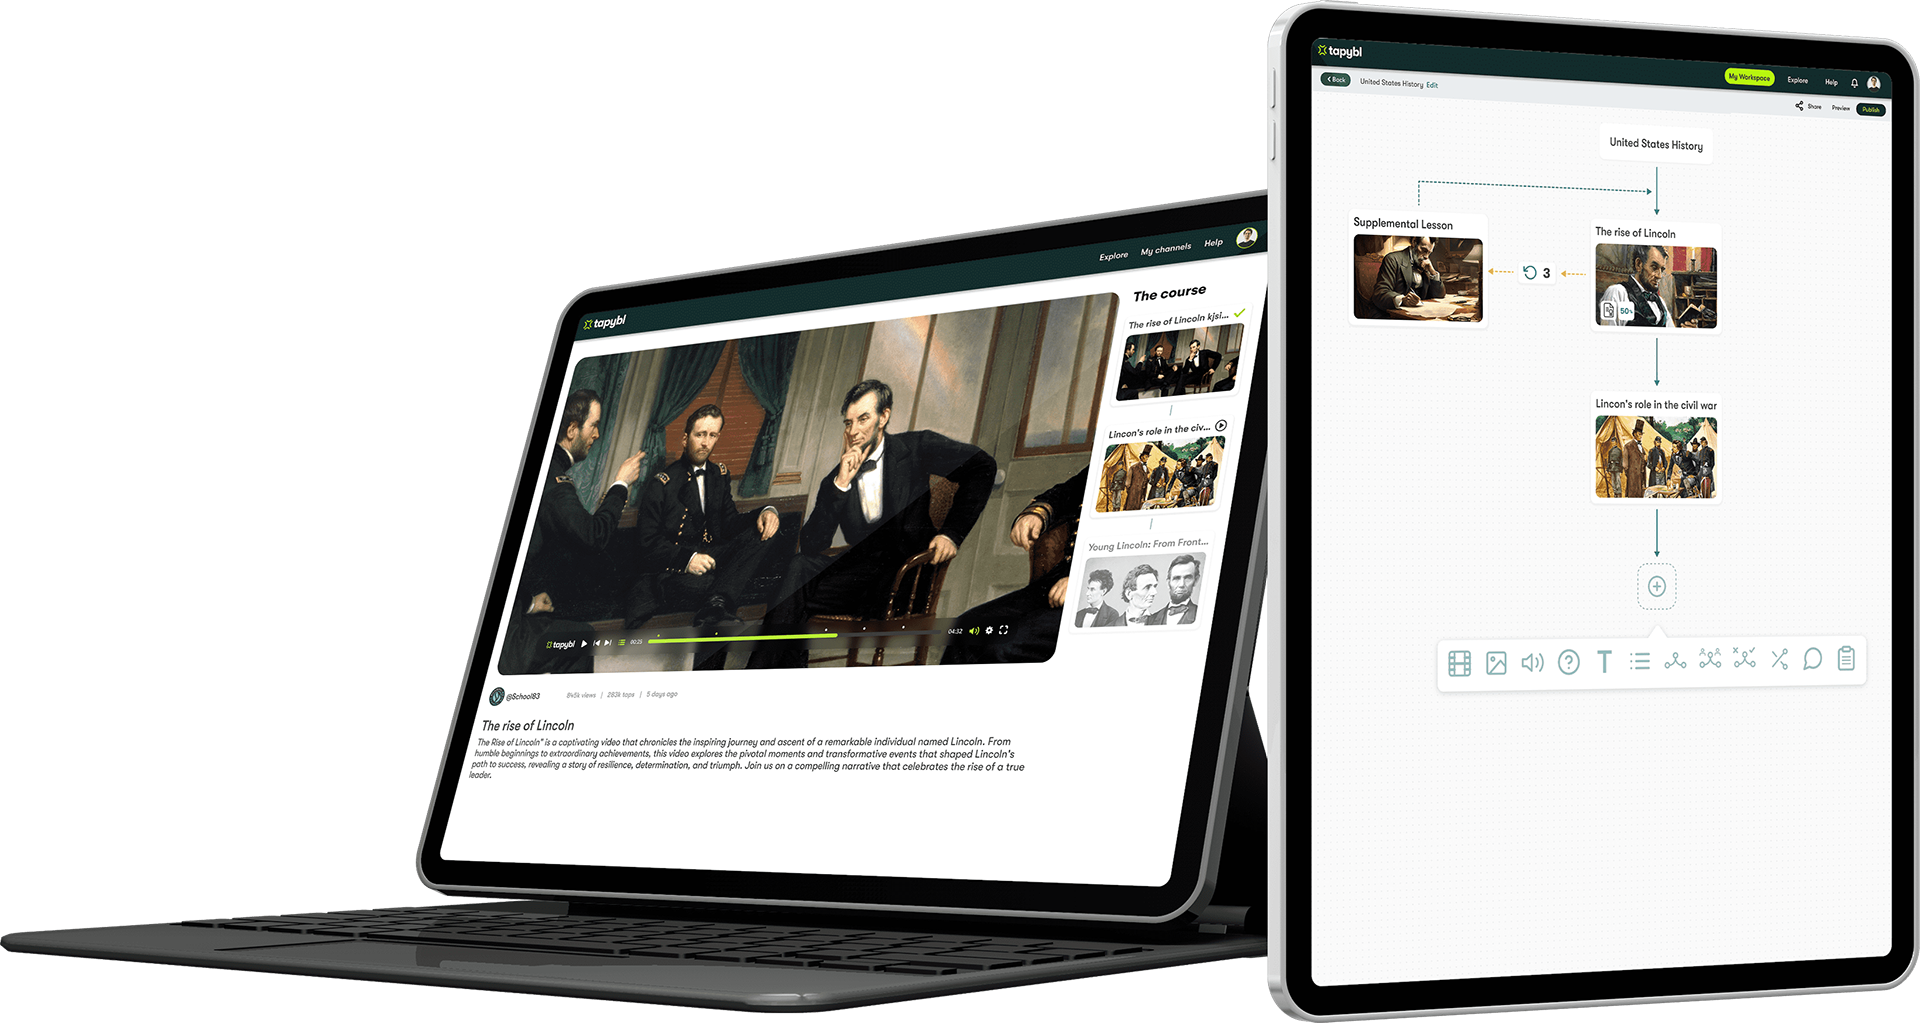 tapybl
Explore
My channels
Help
The course
The rise of Lincoln kjsi...
Lincon's role in the civ...
Young Lincoln: From Front...
tapybl
00:25
04:32
@School83
845k views | 283k taps | 5 days ago
The rise of Lincoln
The Rise of Lincoln" is a captivating video that chronicles the inspiring journey and ascent of a remarkable individual named Lincoln. From
humble beginnings to extraordinary achievements, this video explores the pivotal moments and transformative events that shaped Lincoln's
path to success, revealing a story of resilience, determination, and triumph. Join us on a compelling narrative that celebrates the rise of a true
leader.
tapybl
My Workspace
Explore
Help
Back
United States History Edit
Share
Preview
Publish
United States History
Supplemental Lesson
The rise of Lincoln
3
50%
Lincon's role in the civil war
T